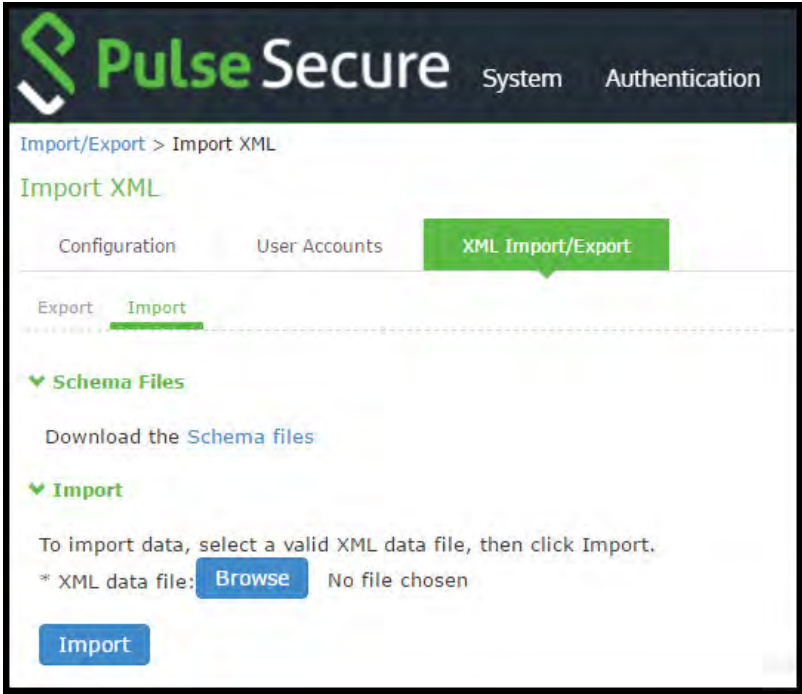 Pulse Secure System Authentication
Import/Export > Import XML
Import XML
Configuration User Accounts XML Import/Export
Export Import
Schema Files
Download the Schema files
Import
To import data, select a valid XML data file, then click Import.
* XML data file: Browse No file chosen
Import